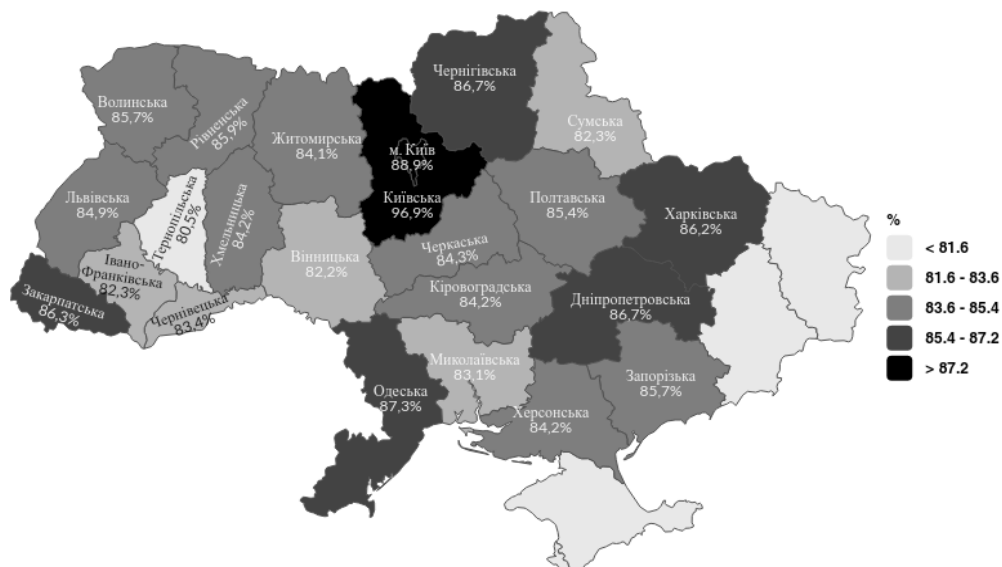 Чернігівська
86,7%
Волинська
85,7%
Рівненська
85,9%
Житомирська
84,1%
м. Київ
88,9%
Київська
96,9%
Сумська
82,3%
Львівська
84,9%
Тернопільська
80,5%
Хмельницька
84,2%
Полтавська
85,4%
Харківська
86,2%
Черкаська
84,3%
Вінницька
82,2%
Івано-
Франківська
82,3%
Закарпатська
86,3%
Чернівецька
83,4%
Кіровоградська
84,2%
Дніпропетровська
86,7%
Миколаївська
83,1%
Одеська
87,3%
Запорізька
85,7%
Херсонська
84,2%
%
< 81.6
81.6 - 83.6
83.6 - 85.4
85.4 - 87.2
> 87.2